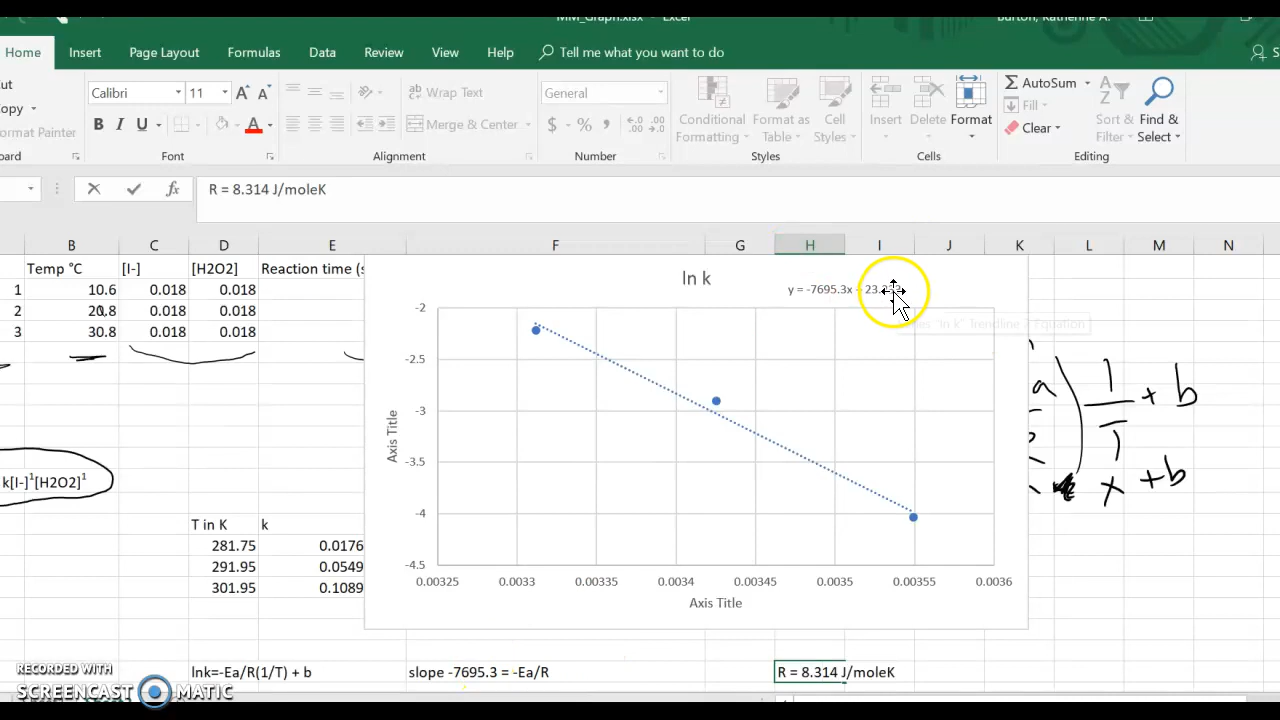 MM_Graph.xlsx - Excel
Burton, Katherine A.
Home Insert Page Layout Formulas Data Review View Help Tell me what you want to do
Calibri 11 Wrap Text General AutoSum
Fill
Merge & Center Conditional Formatting Format as Table Cell Styles Insert Delete Format Clear Sort & Filter Find & Select
Format Painter
Font Alignment Number Styles Cells Editing
fx R = 8.314 J/moleK
B C D E F G H I J K L M N
Temp °C [I-] [H2O2] Reaction time (s
1 10.6 0.018 0.018
2 20.8 0.018 0.018
3 30.8 0.018 0.018
ln k
y = -7695.3x
"ln k" Trendline Equation
-2
-2.5
-3
-3.5
-4
-4.5
0.00325 0.0033 0.00335 0.0034 0.00345 0.0035 0.00355 0.0036
Axis Title
Axis Title
1/T + b
x + b
k[I-]¹[H2O2]¹
T in K k
281.75 0.0176
291.95 0.0549
301.95 0.1089
lnk=-Ea/R(1/T) + b
slope -7695.3 = -Ea/R
R = 8.314 J/moleK
RECORDED WITH
SCREENCAST MATIC